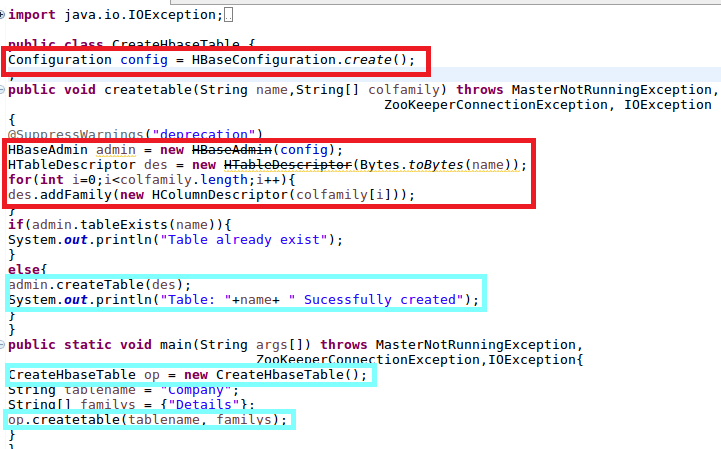 import java.io.IOException;
public class CreateHbaseTable {
Configuration config = HBaseConfiguration.create();
public void createtable(String name,String[] colfamily) throws MasterNotRunningException,
ZooKeeperConnectionException, IOException
{
@SuppressWarnings("deprecation")
HBaseAdmin admin = new HBaseAdmin(config);
HTableDescriptor des = new HTableDescriptor(Bytes.toBytes(name));
for(int i=0;i<colfamily.length;i++){
des.addFamily(new HColumnDescriptor(colfamily[i]));
}
if(admin.tableExists(name)){
System.out.println("Table already exist");
}
else{
admin.createTable(des);
System.out.println("Table: "+name+ " Sucessfully created");
}
}
public static void main(String args[]) throws MasterNotRunningException,
ZooKeeperConnectionException,IOException{
CreateHbaseTable op = new CreateHbaseTable();
String tablename = "Company";
String[] familys = {"Details"};
op.createtable(tablename, familys);
}
}